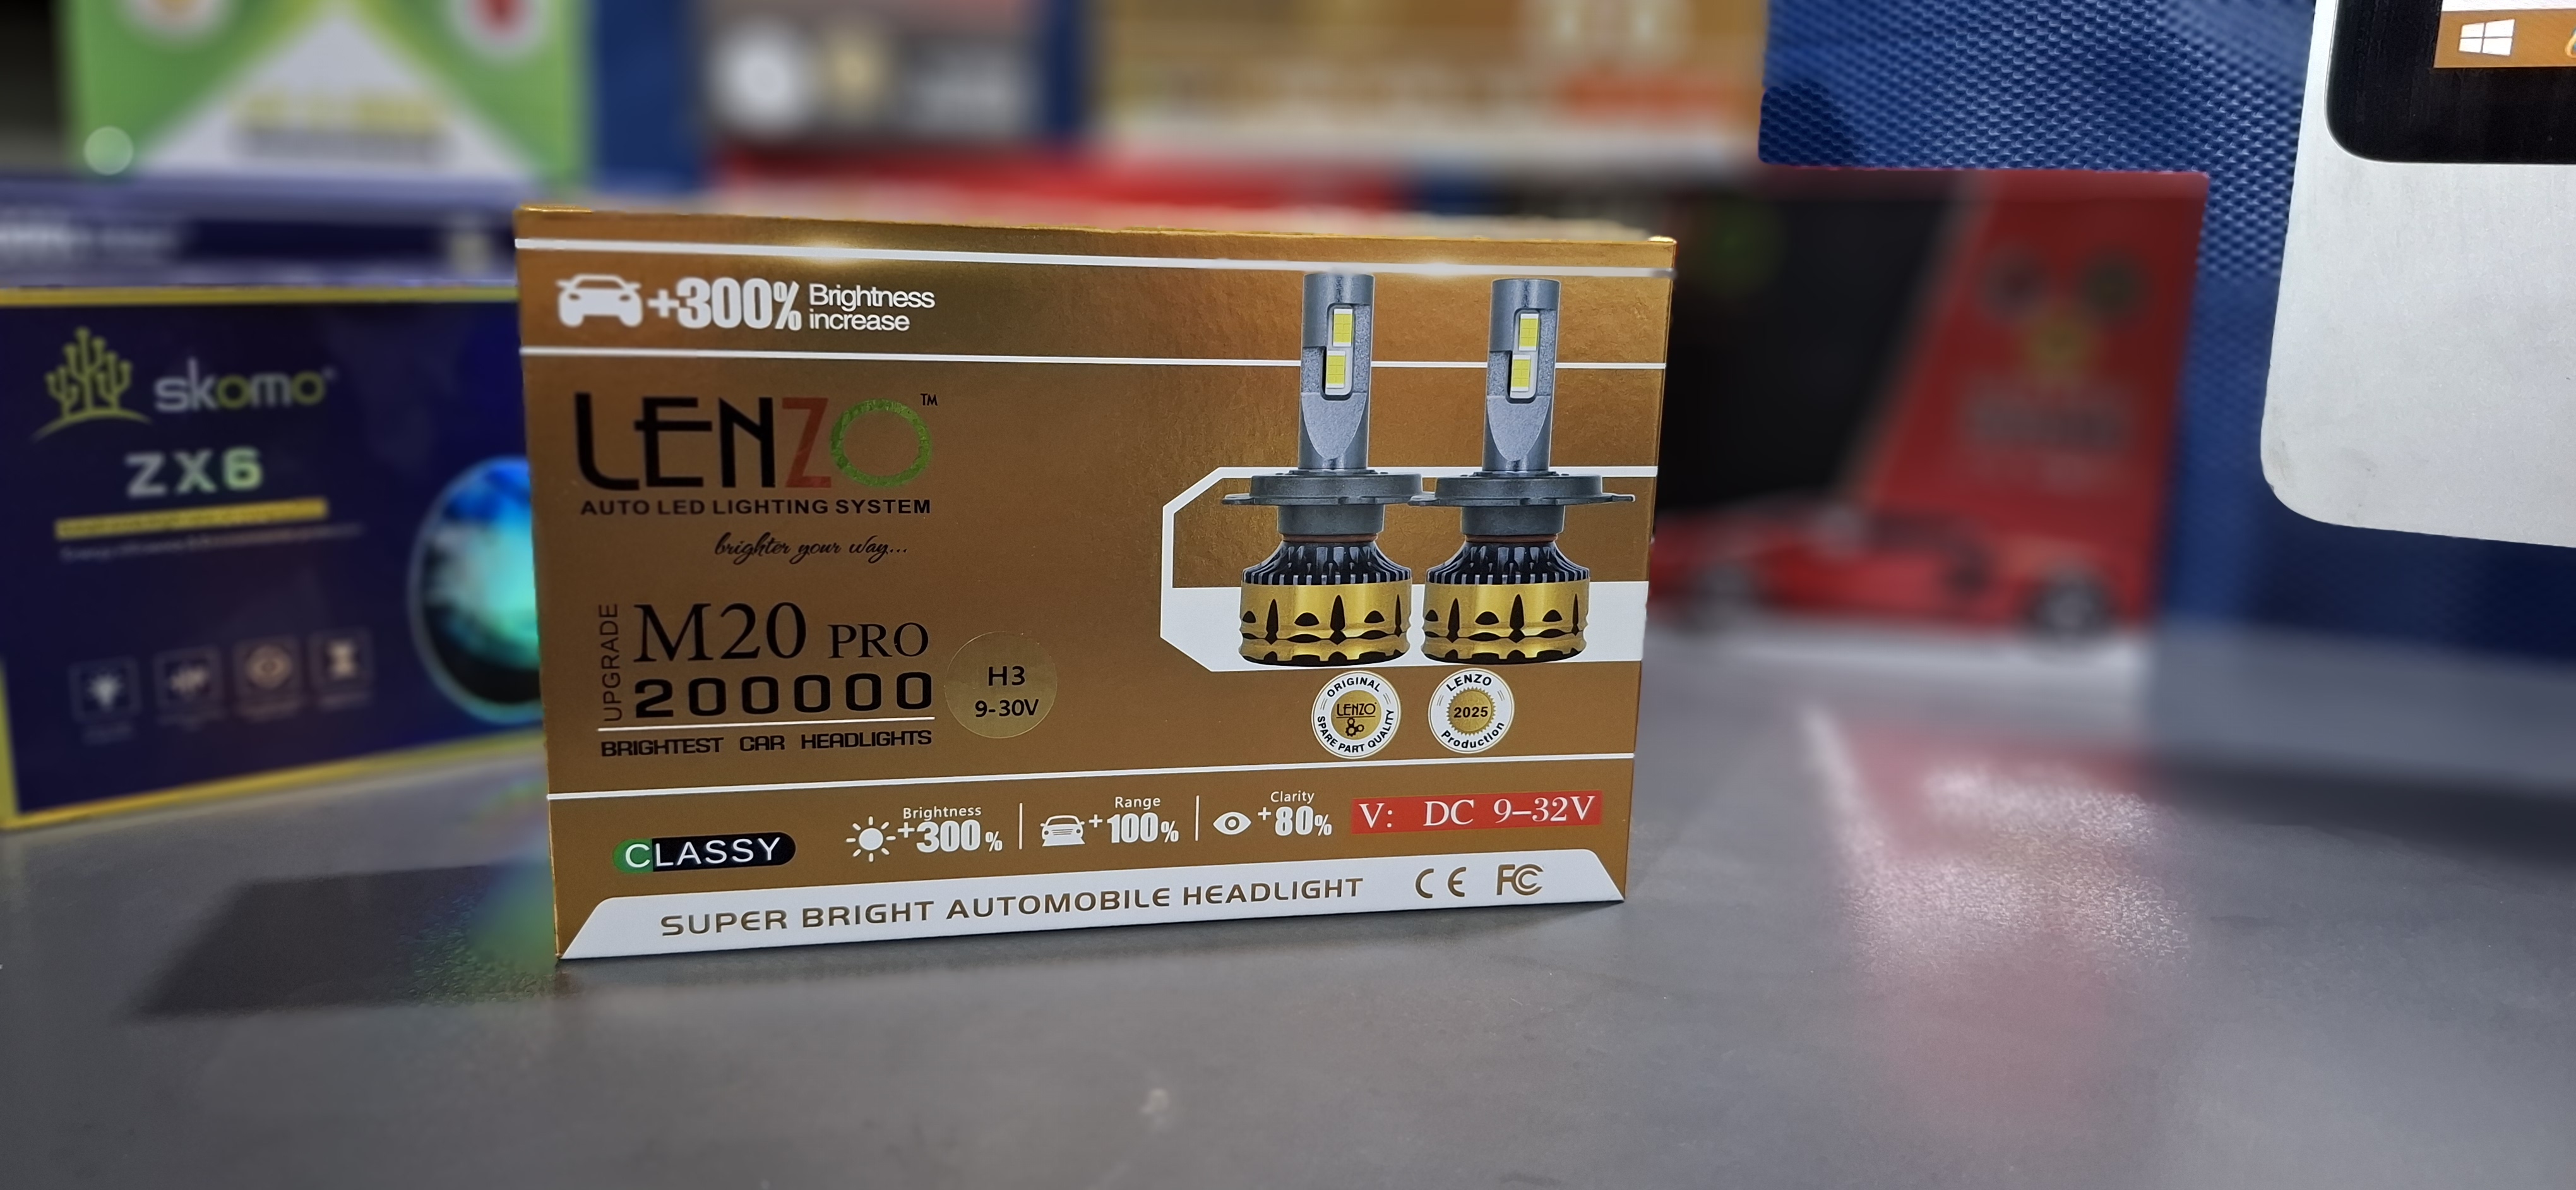 +300% Brightness increase
LENZO™
AUTO LED LIGHTING SYSTEM
brighter your way...
UPGRADE
M20 PRO
200000
BRIGHTEST CAR HEADLIGHTS
H3
9-30V
ORIGINAL
LENZO
SPARE PART QUALITY
LENZO
2025
Production
CLASSY
Brightness
+300%
Range
+100%
Clarity
+80%
V: DC 9-32V
SUPER BRIGHT AUTOMOBILE HEADLIGHT
CE FC
skomo®
ZX6